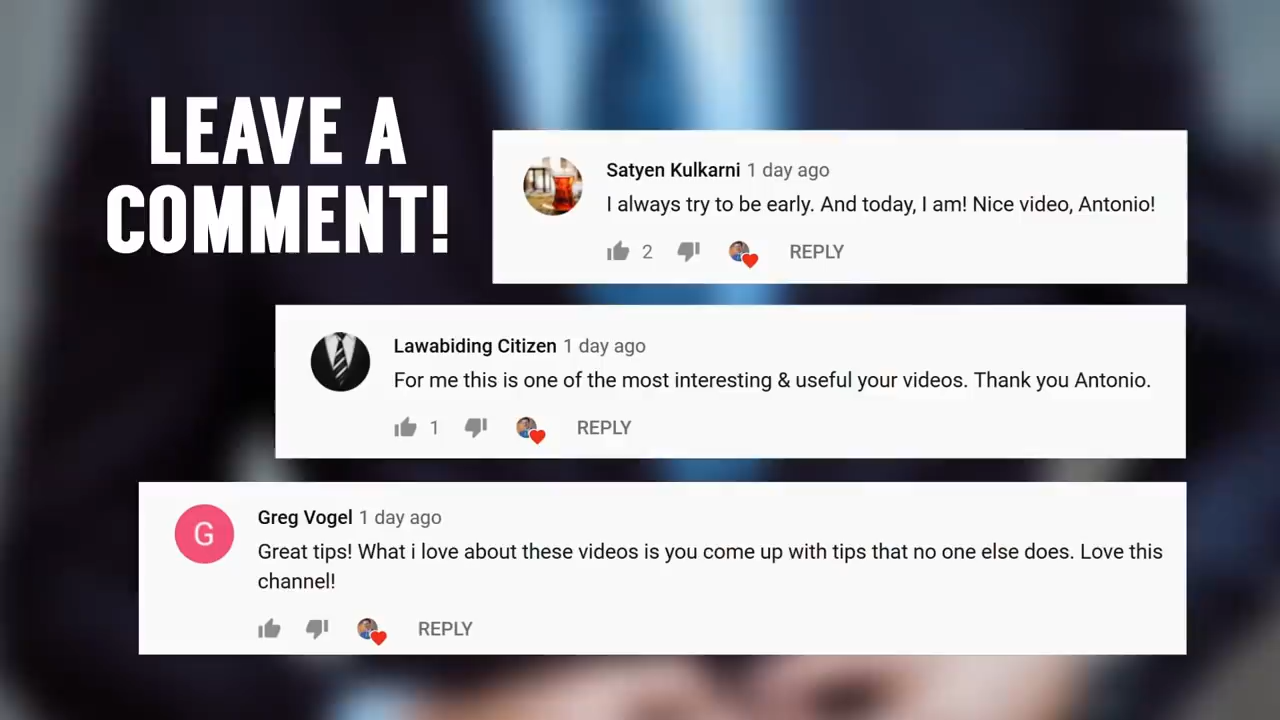 LEAVE A
COMMENT!
Satyen Kulkarni 1 day ago
I always try to be early. And today, I am! Nice video, Antonio!
2 REPLY
Lawabiding Citizen 1 day ago
For me this is one of the most interesting & useful your videos. Thank you Antonio.
1 REPLY
G
Greg Vogel 1 day ago
Great tips! What i love about these videos is you come up with tips that no one else does. Love this
channel!
REPLY